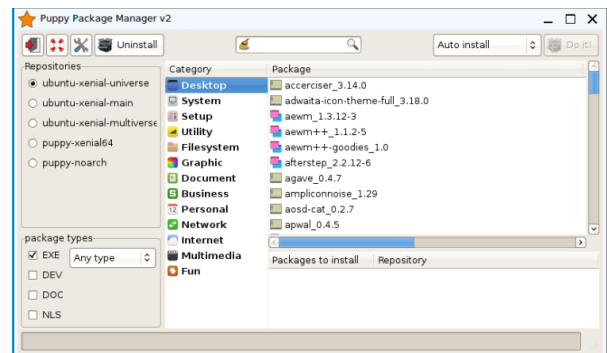 Puppy Package Manager v2
Uninstall
Auto install
Do it!
Repositories
ubuntu-xenial-universe
ubuntu-xenial-main
ubuntu-xenial-multiverse
puppy-xenial64
puppy-noarch
package types
EXE
Any type
DEV
DOC
NLS
Category
Desktop
System
Setup
Utility
Filesystem
Graphic
Document
Business
Personal
Network
Internet
Multimedia
Fun
Package
accerciser_3.14.0
adwaita-icon-theme-full_3.18.0
aewm_1.3.12-3
aewm++_1.1.2-5
aewm++-goodies_1.0
afterstep_2.2.12-6
agave_0.4.7
ampliconnoise_1.29
aosd-cat_0.2.7
apwal_0.4.5
Packages to install
Repository